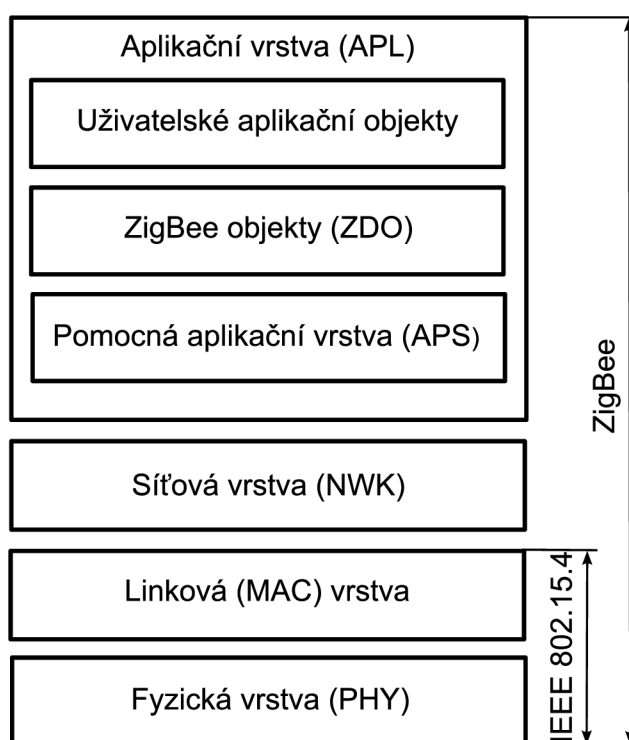 Aplikační vrstva (APL)
Uživatelské aplikační objekty
ZigBee objekty (ZDO)
Pomocná aplikační vrstva (APS)
Síťová vrstva (NWK)
Linková (MAC) vrstva
Fyzická vrstva (PHY)
IEEE 802.15.4
ZigBee